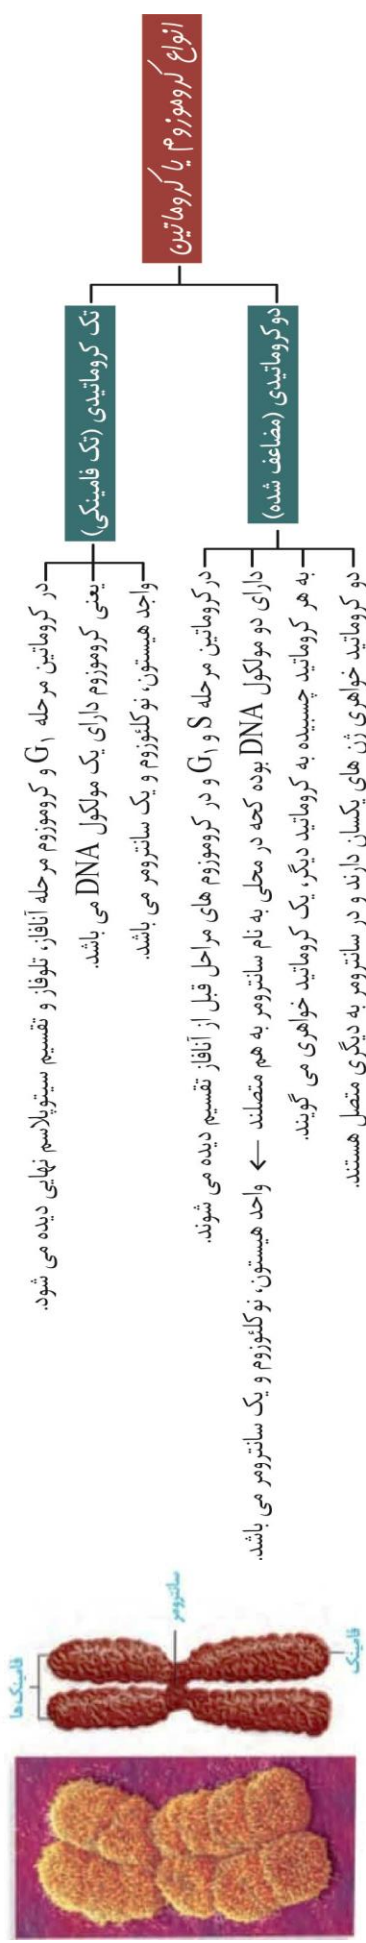 انواع کروموزوم یا کروماتین
تک کروماتیدی (تک فامینکی)
در کروماتین مرحله G۱ و کروموزوم مرحله آنافاز، تلوفاز و تقسیم سیتوپلاسم نهایی دیده می شود.
یعنی کروموزوم دارای یک مولکول DNA می باشد.
واجد هیستون، نوکلئوزوم و یک سانترومر می باشد.
دو کروماتیدی (مضاعف شده)
در کروماتین مرحله S و G۱ و در کروموزوم های مراحل قبل از آنافاز تقسیم دیده می شوند.
دارای دو مولکول DNA بوده کحه در محلی به نام سانترومر به هم متصلند ← واحد هیستون، نوکلئوزوم و یک سانترومر می باشد.
به هر کروماتید چسبیده به کروماتید دیگر، یک کروماتید خواهری می گویند.
دو کروماتید خواهری ژن های یکسان دارند و در سانترومر به دیگری متصل هستند.
فامینک‌ها
سانترومر
فامینک